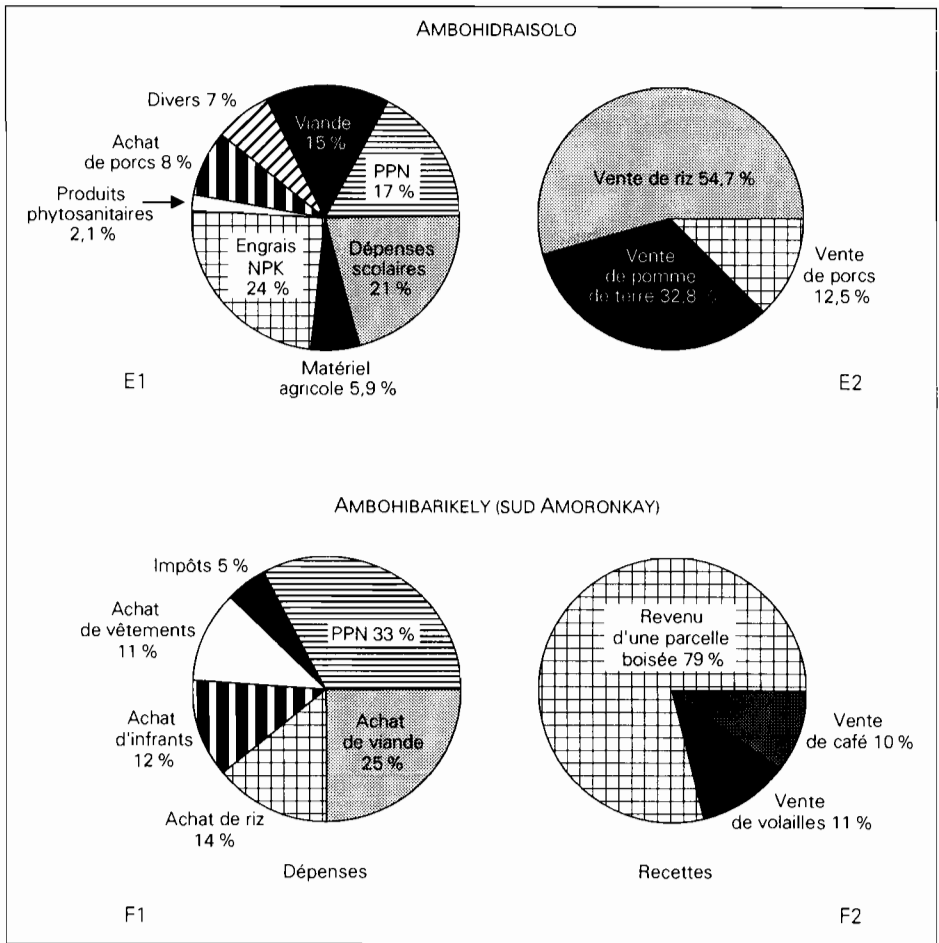 AMBOHIDRAISOLO
Divers 7 %
Viande
15 %
Achat
de porcs 8 %
PPN
17 %
Produits
phytosanitaires
2,1 %
Engrais
NPK
24 %
Dépenses
scolaires
21 %
Matériel
agricole 5,9 %
E1
Vente de riz 54,7 %
Vente
de pomme
de terre 32,8 %
Vente
de porcs
12,5 %
E2
AMBOHIBARIKELY (SUD AMORONKAY)
Impôts 5 %
Achat
de vêtements
11 %
PPN 33 %
Achat
d'infrants
12 %
Achat
de viande
25 %
Achat de riz
14 %
Dépenses
F1
Revenu
d'une parcelle
boisée 79 %
Vente
de café 10 %
Vente
de volailles 11 %
Recettes
F2